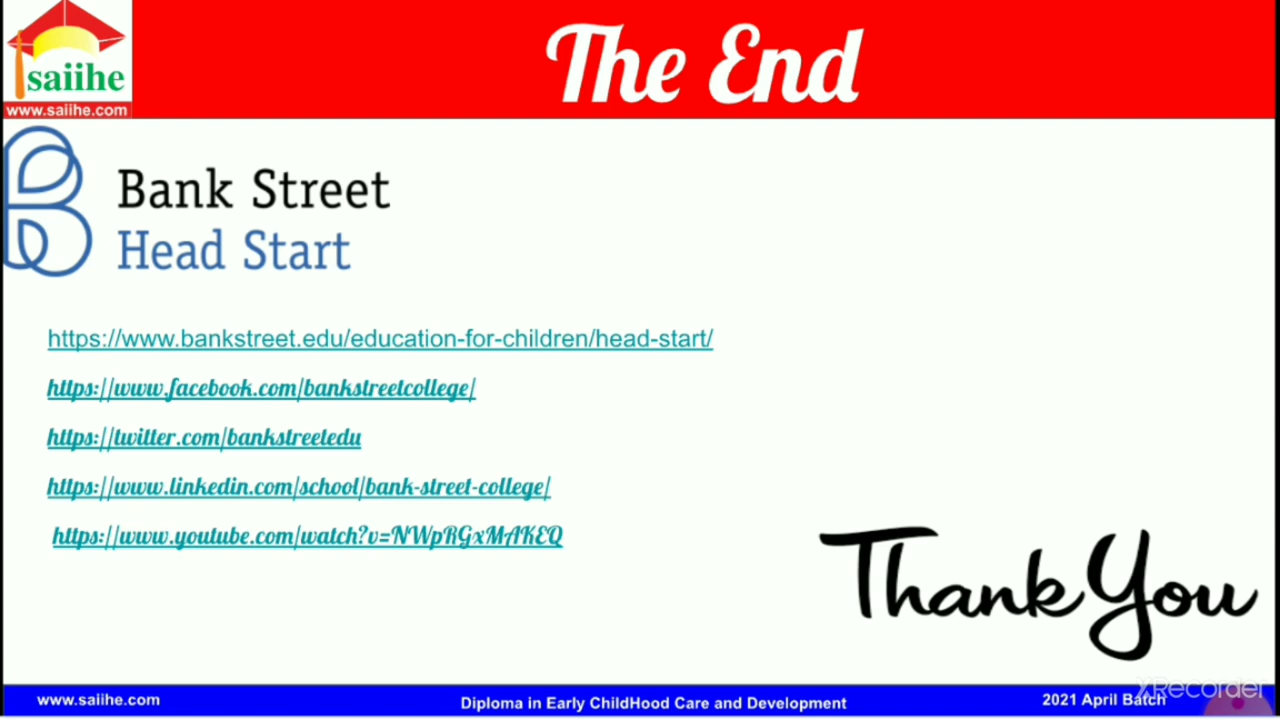 The End
saiihe
www.saiihe.com
Bank Street
Head Start
https://www.bankstreet.edu/education-for-children/head-start/
https://www.facebook.com/bankstreetcollege/
https://twitter.com/bankstreetedu
https://www.linkedin.com/school/bank-street-college/
https://www.youtube.com/watch?v=NWpRGxMAKEQ
Thank You
www.saiihe.com
Diploma in Early ChildHood Care and Development
2021 April Batch
XRecorder